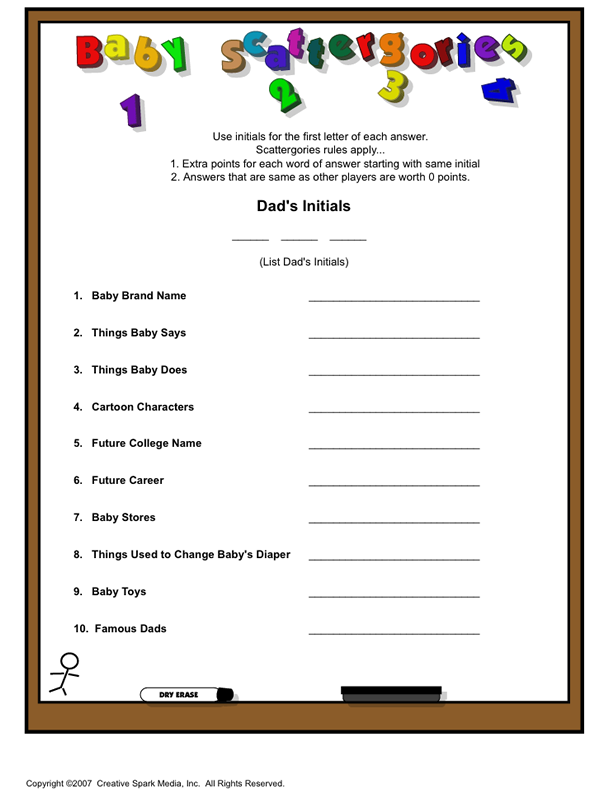 Baby Scattergories
1 2 3 4
Use initials for the first letter of each answer.
Scattergories rules apply...
1. Extra points for each word of answer starting with same initial
2. Answers that are same as other players are worth 0 points.
Dad's Initials
______ ______ ______
(List Dad's Initials)
1. Baby Brand Name ____________________________
2. Things Baby Says ____________________________
3. Things Baby Does ____________________________
4. Cartoon Characters ____________________________
5. Future College Name ____________________________
6. Future Career ____________________________
7. Baby Stores ____________________________
8. Things Used to Change Baby's Diaper ____________________________
9. Baby Toys ____________________________
10. Famous Dads ____________________________
DRY ERASE
Copyright ©2007 Creative Spark Media, Inc. All Rights Reserved.